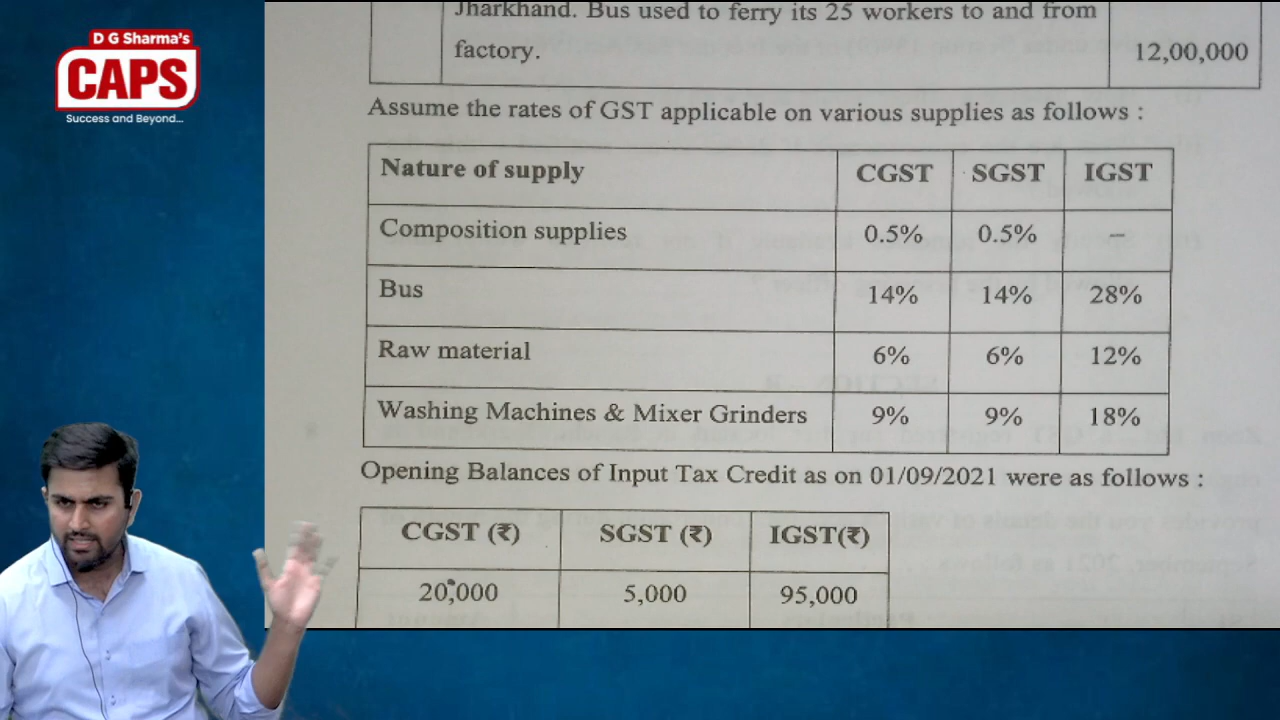 D G Sharma's
CAPS
Success and Beyond...
Jharkhand. Bus used to ferry its 25 workers to and from
factory.
12,00,000
Assume the rates of GST applicable on various supplies as follows :
Nature of supply CGST SGST IGST
Composition supplies 0.5% 0.5% –
Bus 14% 14% 28%
Raw material 6% 6% 12%
Washing Machines & Mixer Grinders 9% 9% 18%
Opening Balances of Input Tax Credit as on 01/09/2021 were as follows :
CGST (₹) SGST (₹) IGST(₹)
20,000 5,000 95,000